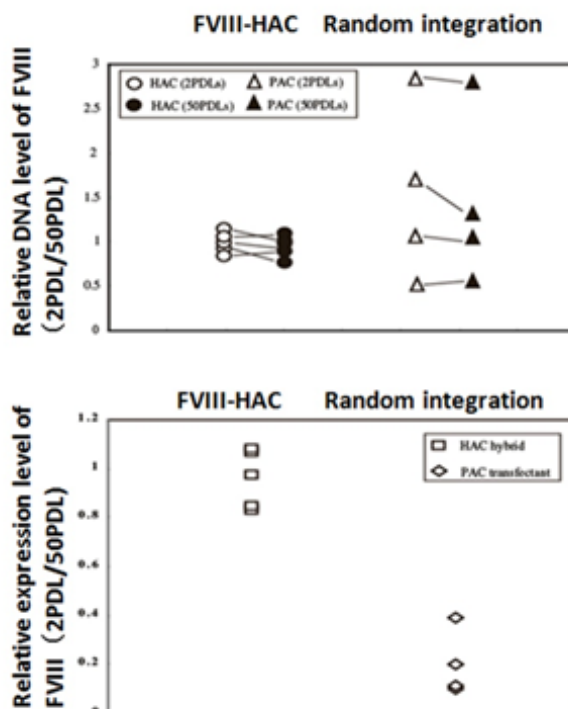 FVIII-HAC Random integration
Relative DNA level of FVIII
(2PDL/50PDL)
3
2.5
2
1.5
1
0.5
0
HAC (2PDLs) PAC (2PDLs)
HAC (50PDLs) PAC (50PDLs)
FVIII-HAC Random integration
Relative expression level of
FVIII (2PDL/50PDL)
1.2
1
0.8
0.6
0.4
0.2
HAC hybrid
PAC transfectant